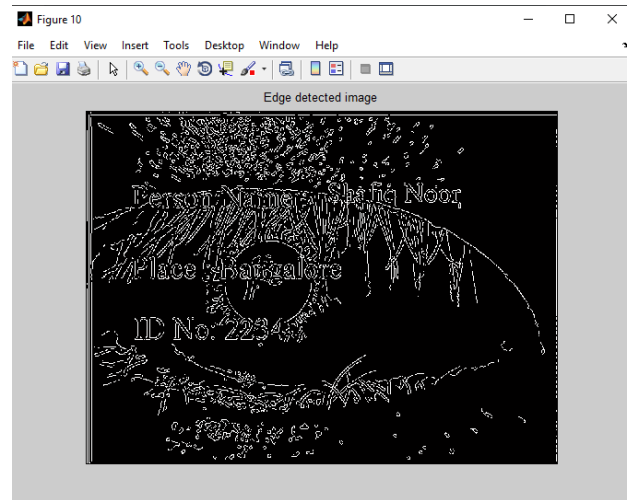 Figure 10
File Edit View Insert Tools Desktop Window Help
Edge detected image
Person Name : Shafiq Noor
Place : Bangalore
ID No: 2234